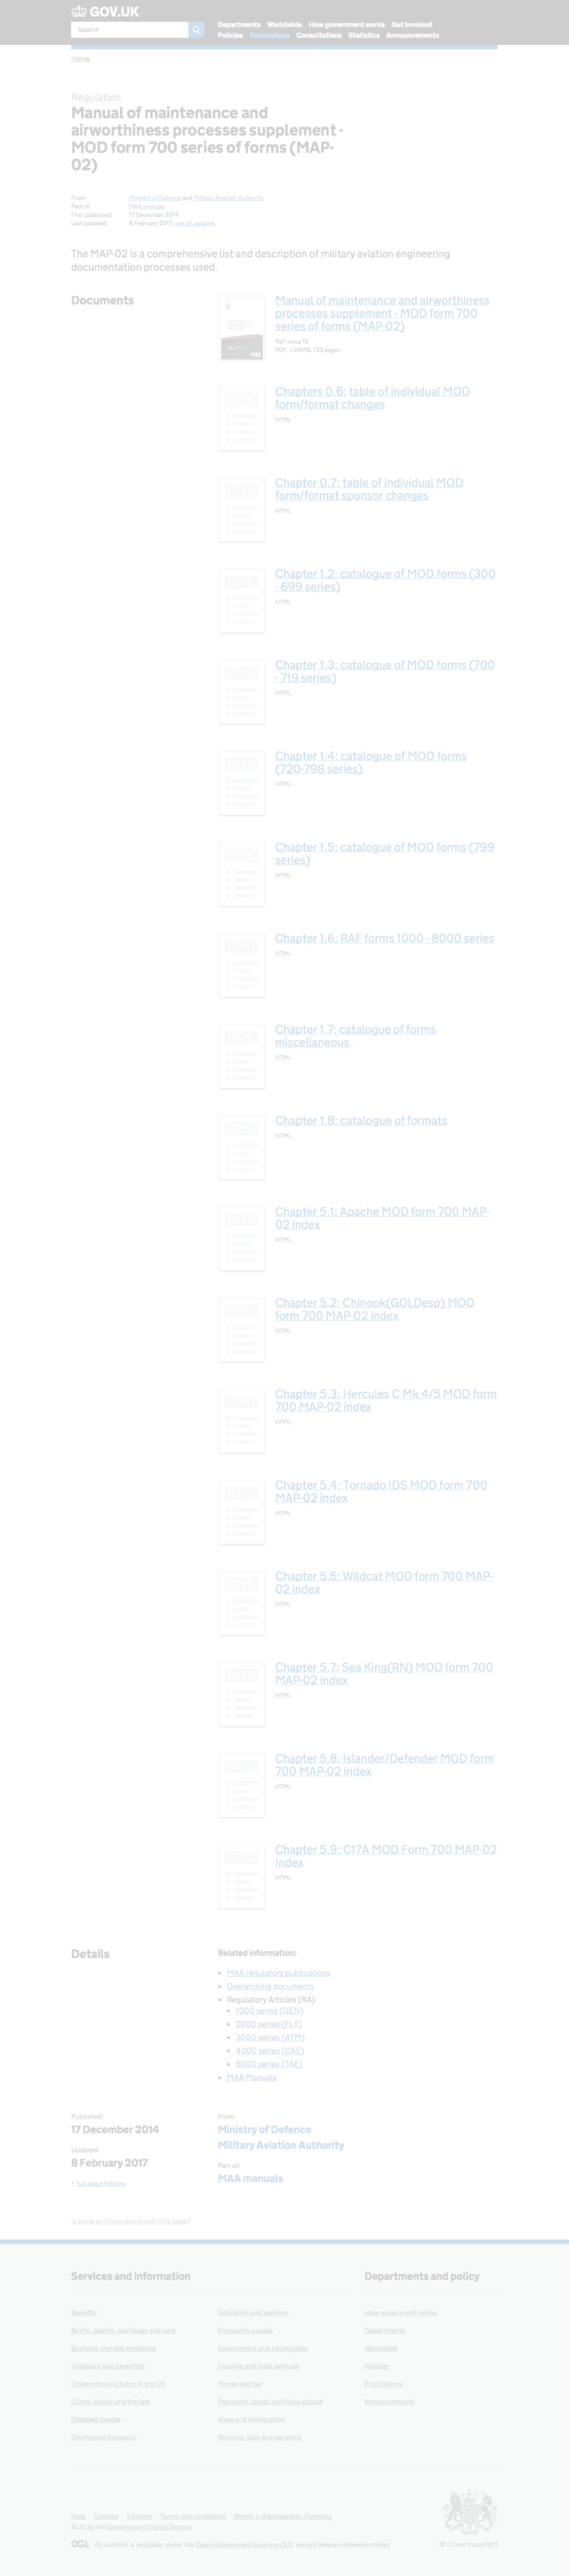 GOV.UK
Search
Departments Worldwide How government works Get involved
Policies Publications Consultations Statistics Announcements
Home
Regulation
Manual of maintenance and
airworthiness processes supplement -
MOD form 700 series of forms (MAP-
02)
From: Ministry of Defence and Military Aviation Authority
Part of: MAA manuals
First published: 17 December 2014
Last updated: 8 February 2017, see all updates
The MAP-02 is a comprehensive list and description of military aviation engineering
documentation processes used.
Documents
Manual of maintenance and airworthiness
processes supplement - MOD form 700
series of forms (MAP-02)
Ref: Issue 10
PDF, 1.69MB, 133 pages
HTML
Chapters 0.6: table of individual MOD
form/format changes
HTML
HTML
Chapter 0.7: table of individual MOD
form/format sponsor changes
HTML
HTML
Chapter 1.2: catalogue of MOD forms (300
- 699 series)
HTML
HTML
Chapter 1.3: catalogue of MOD forms (700
- 719 series)
HTML
HTML
Chapter 1.4: catalogue of MOD forms
(720-798 series)
HTML
HTML
Chapter 1.5: catalogue of MOD forms (799
series)
HTML
HTML
Chapter 1.6: RAF forms 1000 - 8000 series
HTML
HTML
Chapter 1.7: catalogue of forms
miscellaneous
HTML
HTML
Chapter 1.8: catalogue of formats
HTML
HTML
Chapter 5.1: Apache MOD form 700 MAP-
02 index
HTML
HTML
Chapter 5.2: Chinook(GOLDesp) MOD
form 700 MAP-02 index
HTML
HTML
Chapter 5.3: Hercules C Mk 4/5 MOD form
700 MAP-02 index
HTML
HTML
Chapter 5.4: Tornado IDS MOD form 700
MAP-02 index
HTML
HTML
Chapter 5.5: Wildcat MOD form 700 MAP-
02 index
HTML
HTML
Chapter 5.7: Sea King(RN) MOD form 700
MAP-02 index
HTML
HTML
Chapter 5.8: Islander/Defender MOD form
700 MAP-02 index
HTML
HTML
Chapter 5.9: C17A MOD Form 700 MAP-02
Index
HTML
Details
Related information:
MAA regulatory publications
Overarching documents
Regulatory Articles (RA)
1000 series (GEN)
2000 series (FLY)
3000 series (ATM)
4000 series (CAE)
5000 series (TAE)
MAA Manuals
Published:
17 December 2014
Updated:
8 February 2017
+ full page history
From:
Ministry of Defence
Military Aviation Authority
Part of:
MAA manuals
Is there anything wrong with this page?
Services and information
Benefits
Births, deaths, marriages and care
Business and self-employed
Childcare and parenting
Citizenship and living in the UK
Crime, justice and the law
Disabled people
Driving and transport
Education and learning
Employing people
Environment and countryside
Housing and local services
Money and tax
Passports, travel and living abroad
Visas and immigration
Working, jobs and pensions
Departments and policy
How government works
Departments
Worldwide
Policies
Publications
Announcements
Help Cookies Contact Terms and conditions Rhestr o Wasanaethau Cymraeg
Built by the Government Digital Service
OGL All content is available under the Open Government Licence v3.0, except where otherwise stated
© Crown copyright